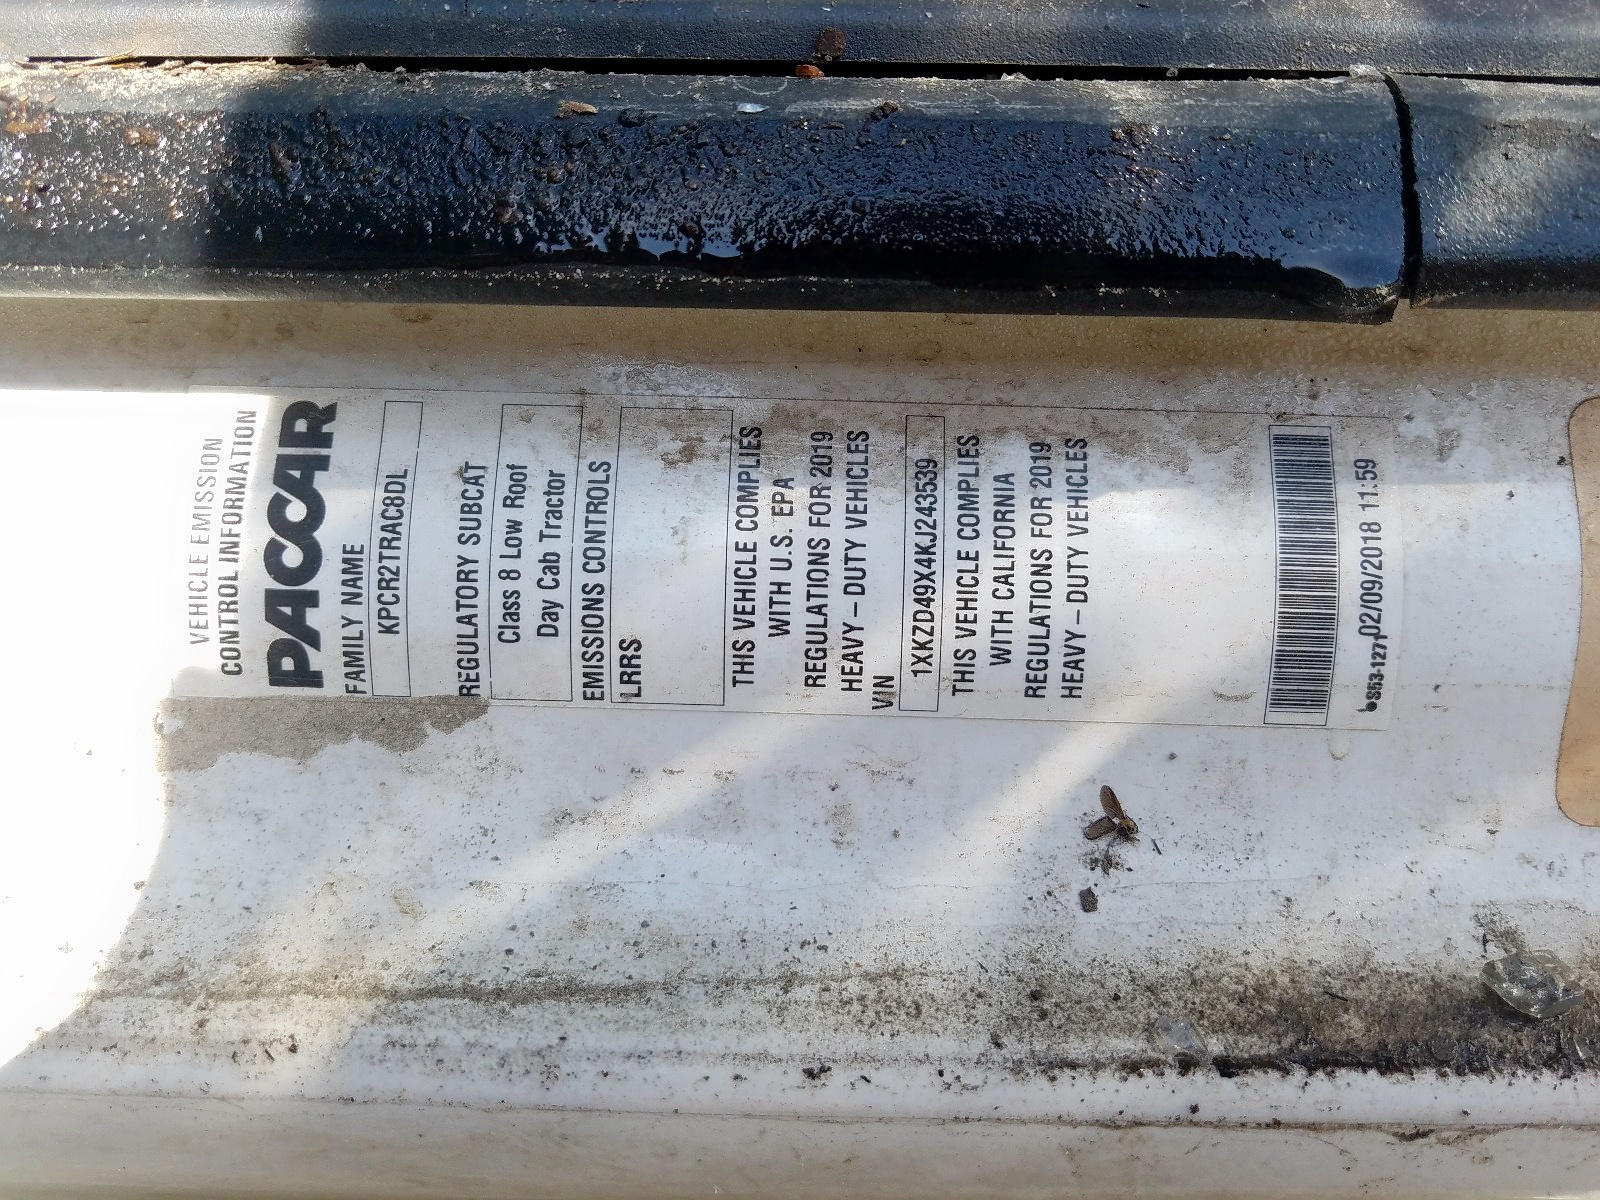 VEHICLE EMISSION
CONTROL INFORMATION
PACCAR
FAMILY NAME
KPCR2TRAC8DL
REGULATORY SUBCAT
Class 8 Low Roof
Day Cab Tractor
EMISSIONS CONTROLS
LRRS
THIS VEHICLE COMPLIES
WITH U.S. EPA
REGULATIONS FOR 2019
HEAVY-DUTY VEHICLES
VIN
1XKZD49X4KJ243539
THIS VEHICLE COMPLIES
WITH CALIFORNIA
REGULATIONS FOR 2019
HEAVY-DUTY VEHICLES
S53-1277 02/09/2018 11:59